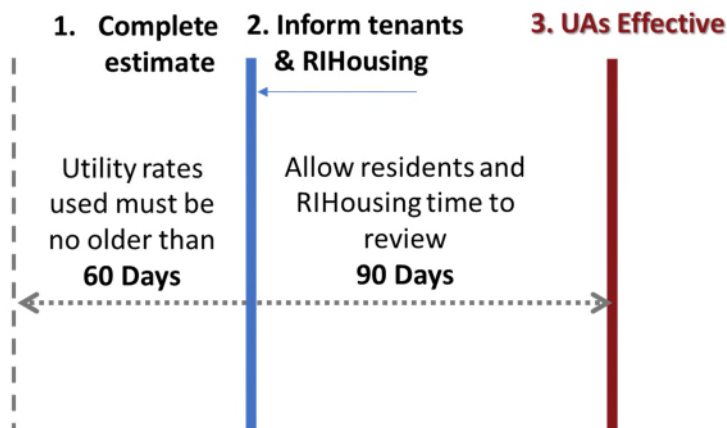 1. Complete
estimate
2. Inform tenants
& RIHousing
3. UAs Effective
Utility rates
used must be
no older than
60 Days
Allow residents and
RIHousing time to
review
90 Days